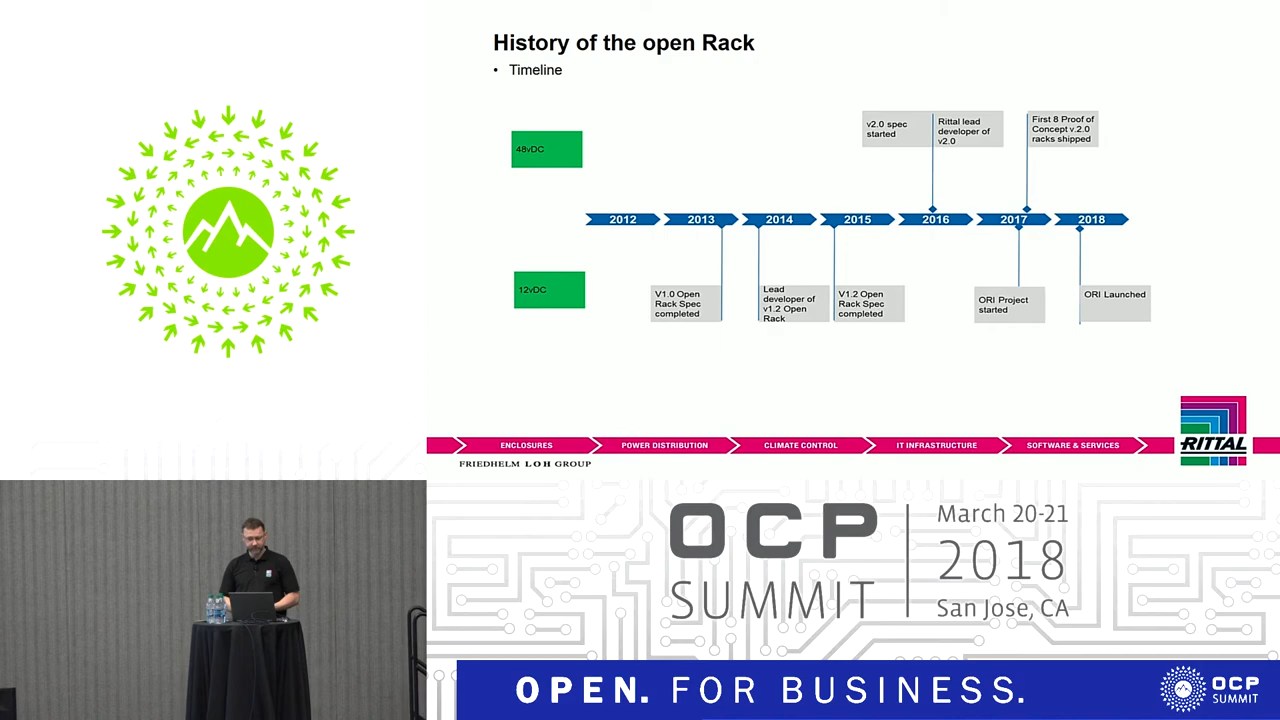 History of the open Rack
• Timeline
48vDC
v2.0 spec
started
Rittal lead
developer of
v2.0
First 8 Proof of
Concept v.2.0
racks shipped
2012
2013
2014
2015
2016
2017
2018
12vDC
V1.0 Open
Rack Spec
completed
Lead
developer of
v1.2 Open
Rack
V1.2 Open
Rack Spec
completed
ORI Project
started
ORI Launched
ENCLOSURES
POWER DISTRIBUTION
CLIMATE CONTROL
IT INFRASTRUCTURE
SOFTWARE & SERVICES
RITTAL
FRIEDHELM LOH GROUP
OCP
SUMMIT
March 20-21
2018
San Jose, CA
OPEN. FOR BUSINESS.
OCP
SUMMIT